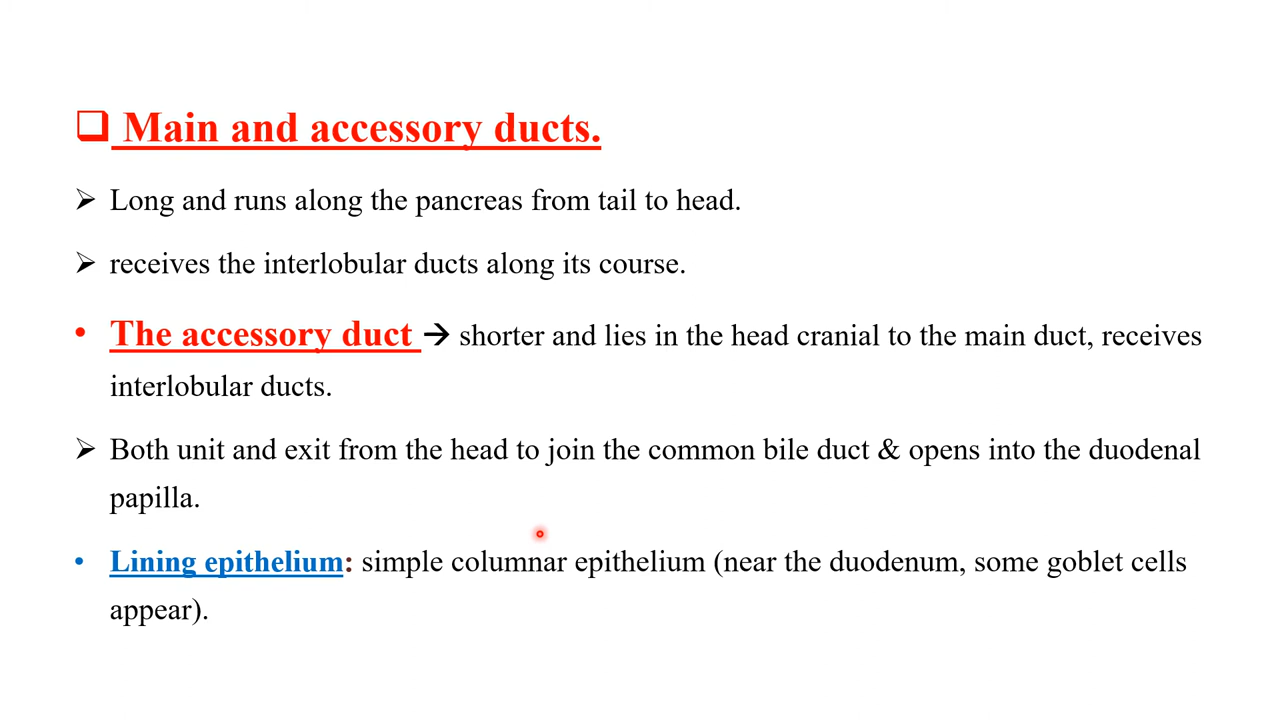 ❑ Main and accessory ducts.
➢ Long and runs along the pancreas from tail to head.
➢ receives the interlobular ducts along its course.
• The accessory duct → shorter and lies in the head cranial to the main duct, receives
interlobular ducts.
➢ Both unit and exit from the head to join the common bile duct & opens into the duodenal
papilla.
• Lining epithelium: simple columnar epithelium (near the duodenum, some goblet cells
appear).